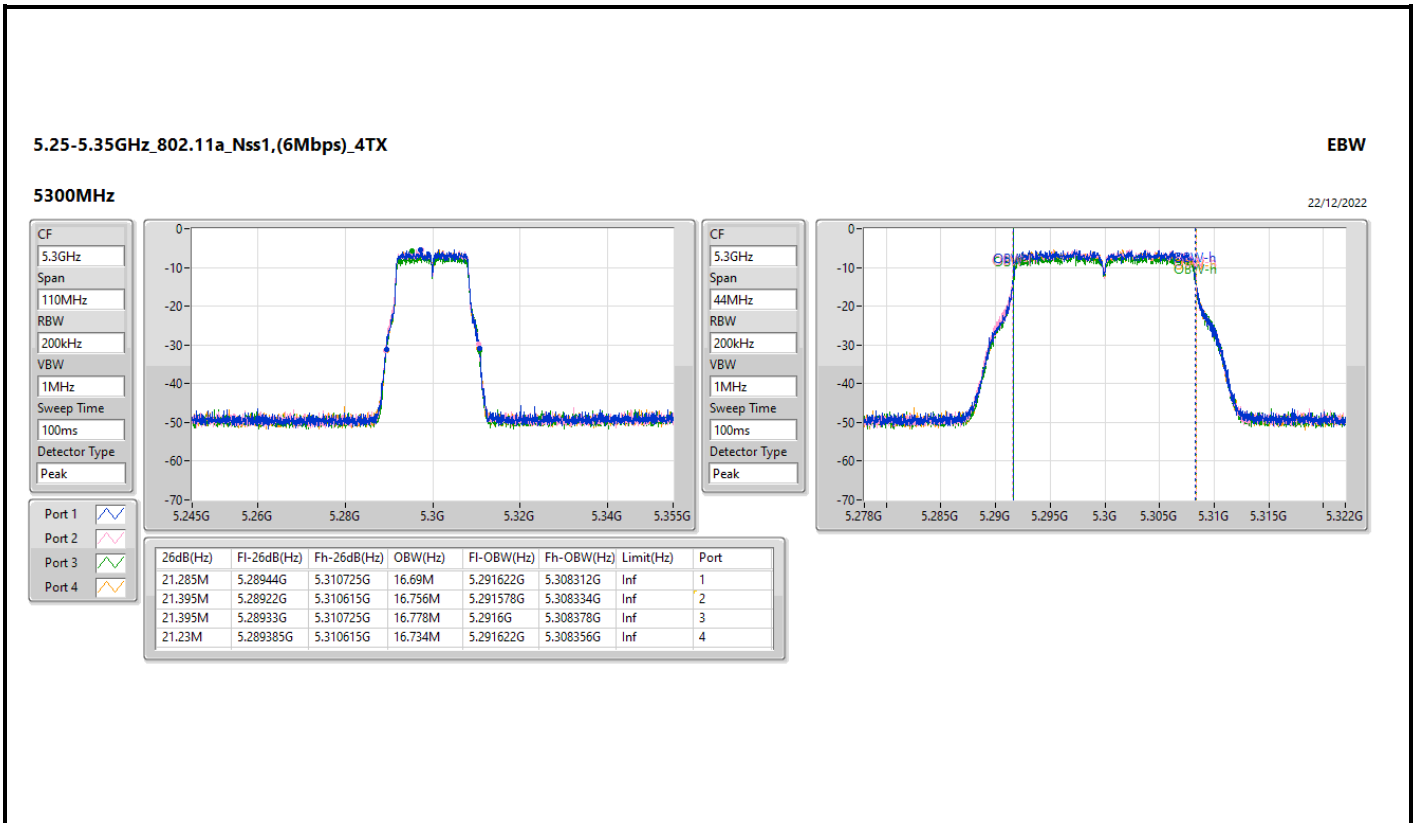 5.25-5.35GHz_802.11a_Nss1,(6Mbps)_4TX
EBW
5300MHz
22/12/2022
CF
5.3GHz
Span
110MHz
RBW
200kHz
VBW
1MHz
Sweep Time
100ms
Detector Type
Peak
0
-10
-20
-30
-40
-50
-60
-70
5.245G 5.26G 5.28G 5.3G 5.32G 5.34G 5.355G
CF
5.3GHz
Span
44MHz
RBW
200kHz
VBW
1MHz
Sweep Time
100ms
Detector Type
Peak
0
-10
-20
-30
-40
-50
-60
-70
OBW-h
5.278G 5.285G 5.29G 5.295G 5.3G 5.305G 5.31G 5.315G 5.322G
Port 1
Port 2
Port 3
Port 4
26dB(Hz) Fl-26dB(Hz) Fh-26dB(Hz) OBW(Hz) Fl-OBW(Hz) Fh-OBW(Hz) Limit(Hz) Port
21.285M 5.28944G 5.310725G 16.69M 5.291622G 5.308312G Inf 1
21.395M 5.28922G 5.310615G 16.756M 5.291578G 5.308334G Inf 2
21.395M 5.28933G 5.310725G 16.778M 5.2916G 5.308378G Inf 3
21.23M 5.289385G 5.310615G 16.734M 5.291622G 5.308356G Inf 4